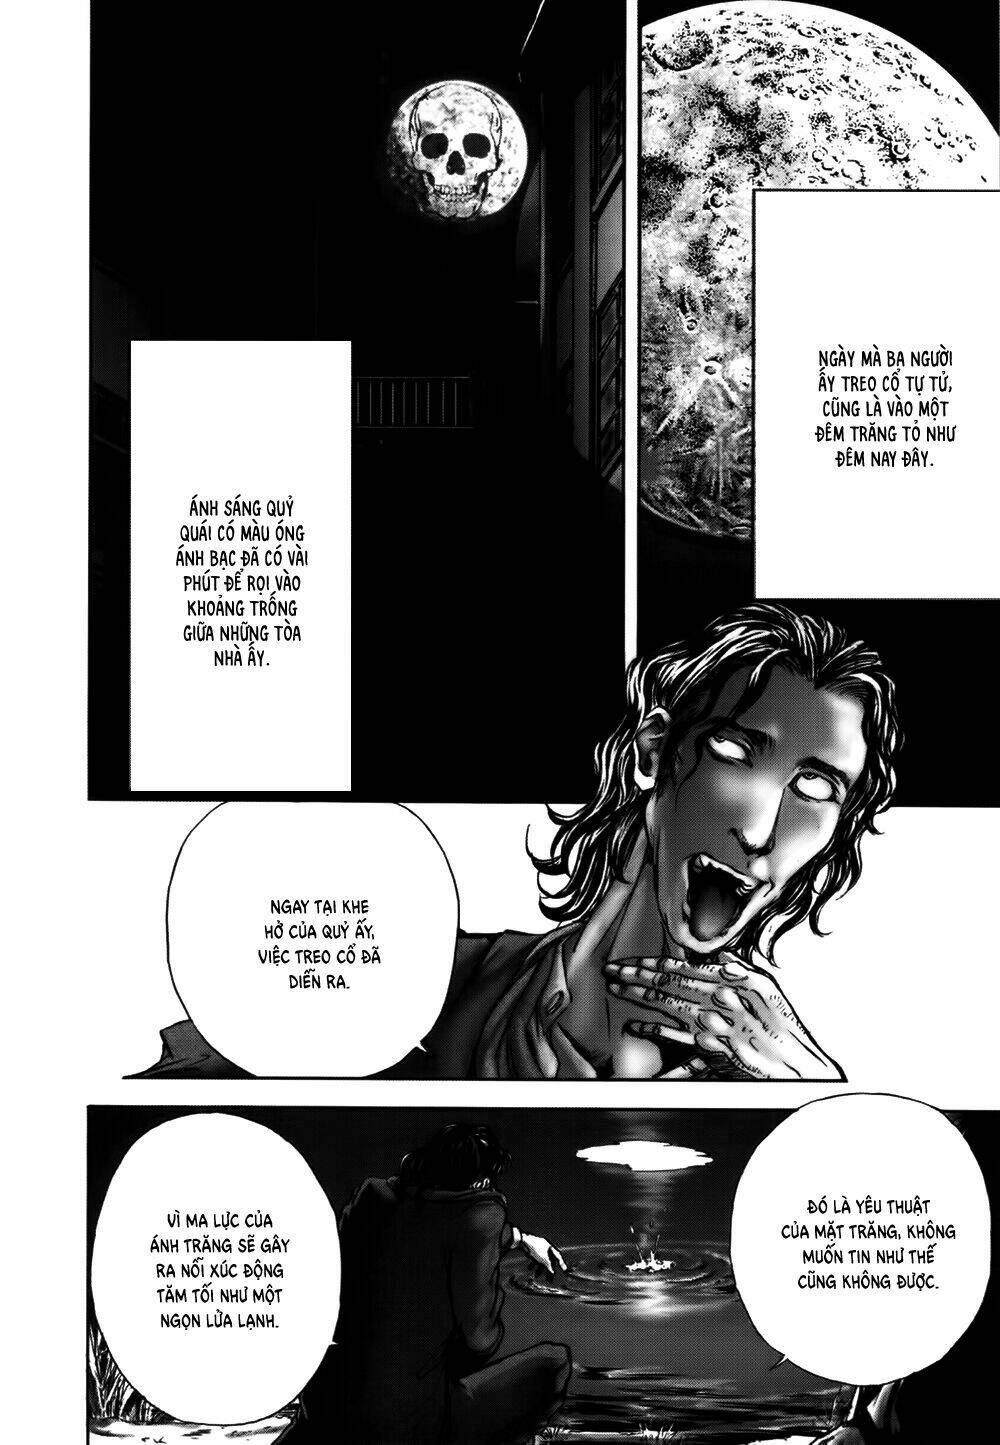 NGÀY MÀ BA NGƯỜI
ẤY TREO CỔ TỰ TỬ,
CŨNG LÀ VÀO MỘT
ĐÊM TRĂNG TỎ NHƯ
ĐÊM NAY ĐÂY.
ÁNH SÁNG QUỶ
QUÁI CÓ MÀU ÓNG
ÁNH BẠC ĐÃ CÓ VÀI
PHÚT ĐỂ RỌI VÀO
KHOẢNG TRỐNG
GIỮA NHỮNG TÒA
NHÀ ẤY.
NGAY TẠI KHE
HỞ CỦA QUỶ ẤY,
VIỆC TREO CỔ ĐÃ
DIỄN RA.
ĐÓ LÀ YÊU THUẬT
CỦA MẶT TRĂNG, KHÔNG
MUỐN TIN NHƯ THẾ
CŨNG KHÔNG ĐƯỢC.
VÌ MA LỰC CỦA
ÁNH TRĂNG SẼ GÂY
RA NỖI XÚC ĐỘNG
TĂM TỐI NHƯ MỘT
NGỌN LỬA LẠNH.